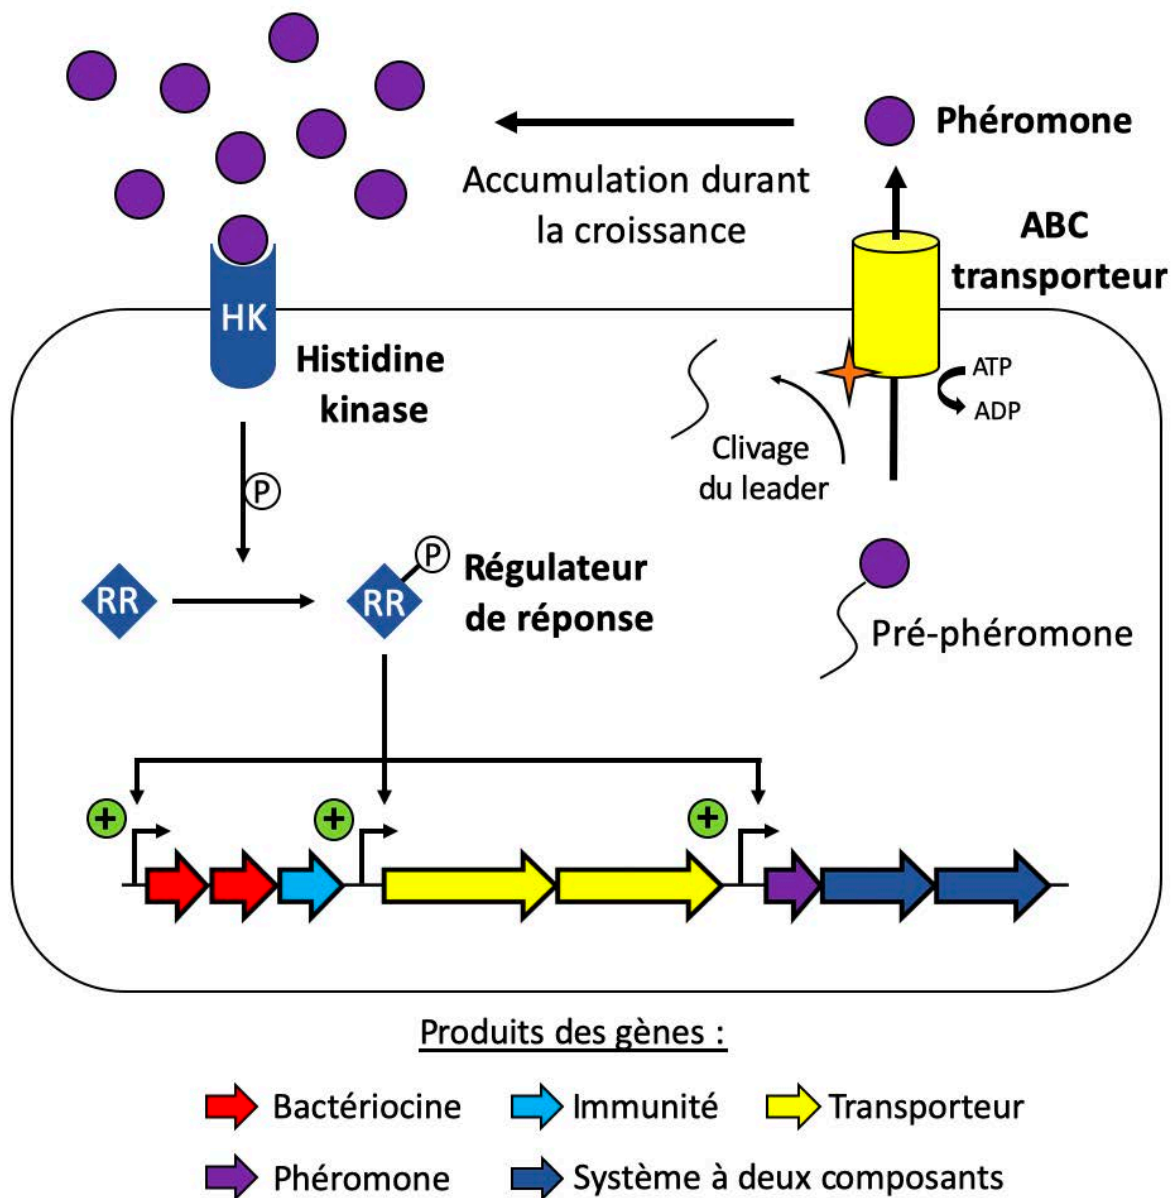 Phéromone
Accumulation durant
la croissance
ABC
transporteur
HK
Histidine
kinase
ATP
ADP
Clivage
du leader
P
P
RR
RR
Régulateur
de réponse
Pré-phéromone
+
+
+
Produits des gènes :
Bactériocine
Immunité
Transporteur
Phéromone
Système à deux composants